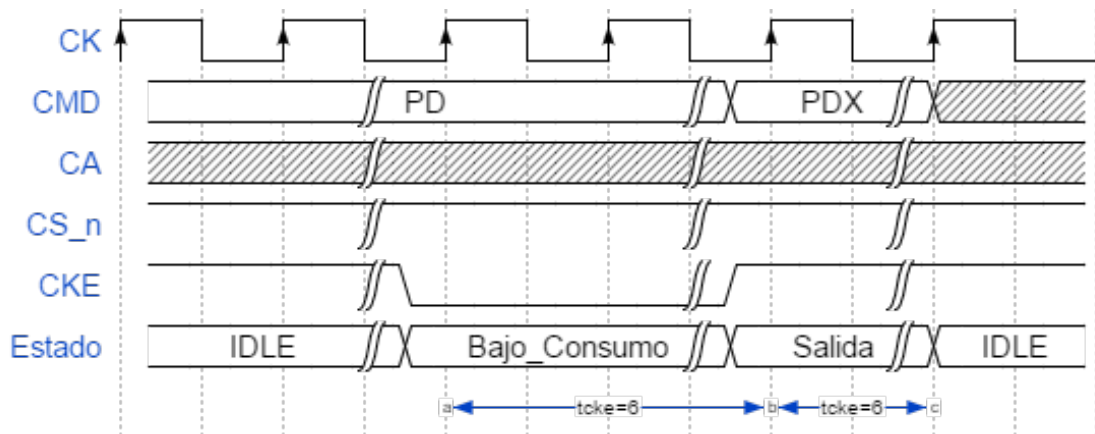 CK
CMD PD PDX
CA
CS_n
CKE
Estado IDLE Bajo_Consumo Salida IDLE
a tcke=6 b tcke=6 c